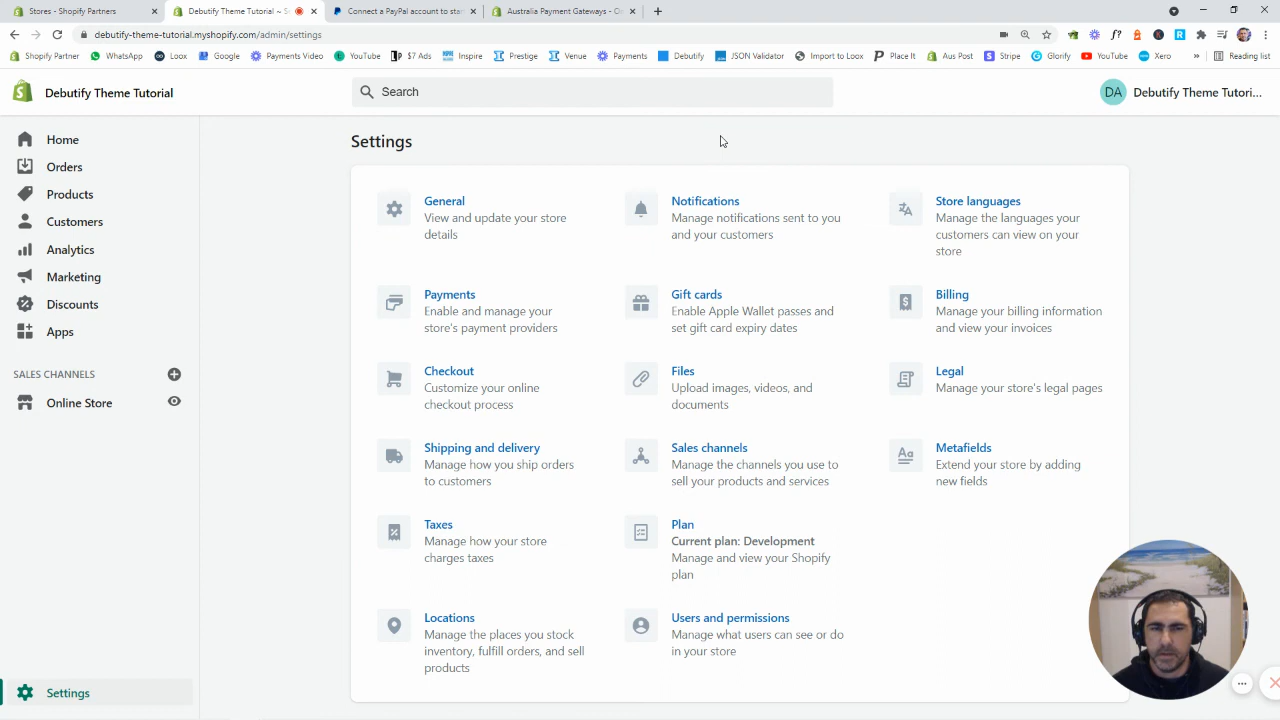 Stores - Shopify Partners
Debutify Theme Tutorial ~ S
Connect a PayPal account to star
Australia Payment Gateways - Cr
debutify-theme-tutorial.myshopify.com/admin/settings
Shopify Partner
WhatsApp
Loox
Google
Payments Video
YouTube
$7 Ads
Inspire
Prestige
Venue
Payments
Debutify
JSON Validator
Import to Loox
Place It
Aus Post
Stripe
Glorify
YouTube
Xero
»
Reading list
Debutify Theme Tutorial
Search
DA
Debutify Theme Tutori...
Home
Orders
Products
Customers
Analytics
Marketing
Discounts
Apps
SALES CHANNELS
Online Store
Settings
Settings
General
View and update your store
details
Notifications
Manage notifications sent to you
and your customers
Store languages
Manage the languages your
customers can view on your
store
Payments
Enable and manage your
store's payment providers
Gift cards
Enable Apple Wallet passes and
set gift card expiry dates
Billing
Manage your billing information
and view your invoices
Checkout
Customize your online
checkout process
Files
Upload images, videos, and
documents
Legal
Manage your store's legal pages
Shipping and delivery
Manage how you ship orders
to customers
Sales channels
Manage the channels you use to
sell your products and services
Metafields
Extend your store by adding
new fields
Taxes
Manage how your store
charges taxes
Plan
Current plan: Development
Manage and view your Shopify
plan
Locations
Manage the places you stock
inventory, fulfill orders, and sell
products
Users and permissions
Manage what users can see or do
in your store